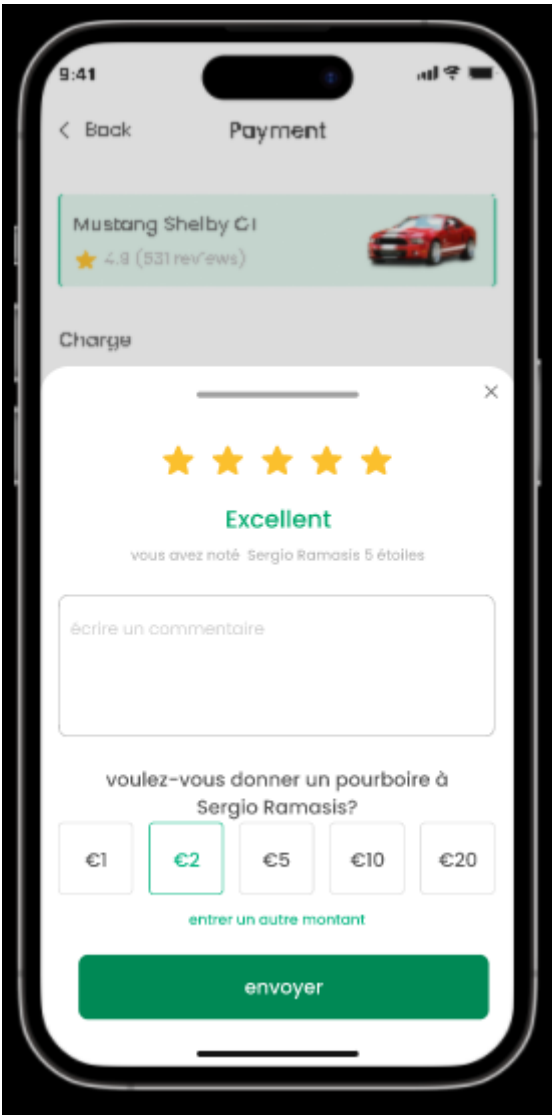 9:41
Back
Payment
Mustang Shelby GT
4.9 (531 reviews)
Charge
Excellent
vous avez noté Sergio Ramasis 5 étoiles
écrire un commentaire
voulez-vous donner un pourboire à
Sergio Ramasis?
€1 €2 €5 €10 €20
entrer un autre montant
envoyer